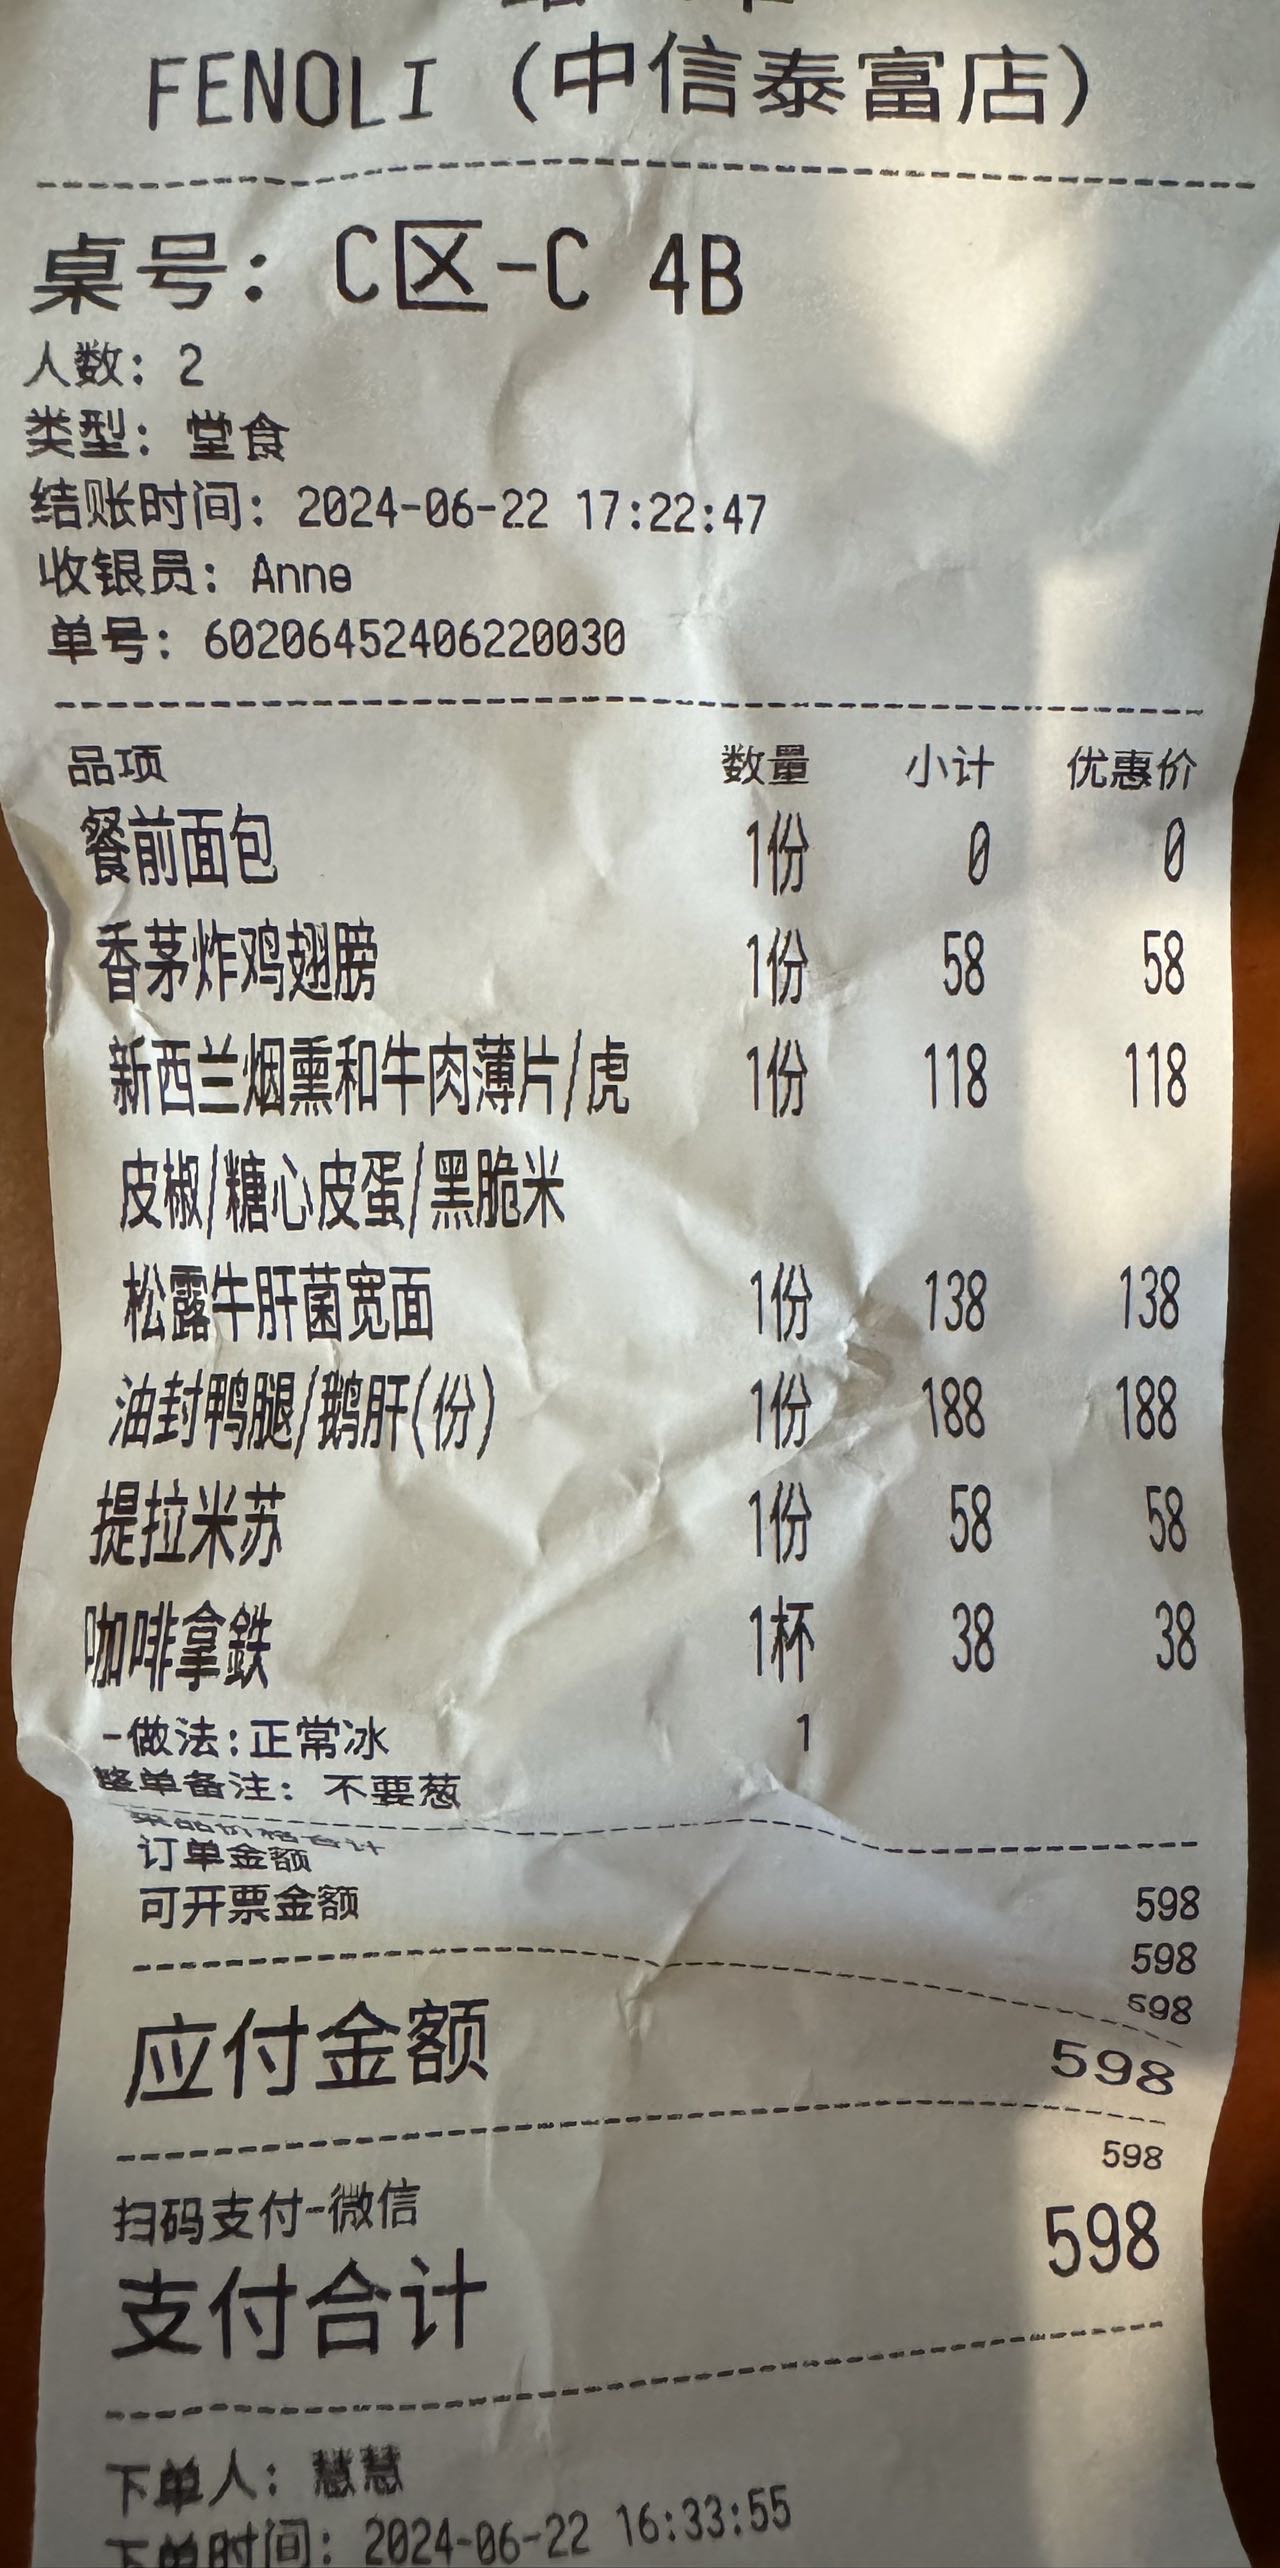 FENOLI (中信泰富店)
桌号: C区-C 4B
人数: 2
类型: 堂食
结账时间: 2024-06-22 17:22:47
收银员: Anne
单号: 602064524062200​30
品项 数量 小计 优惠价
餐前面包 1份 0 0
香茅炸鸡翅膀 1份 58 58
新西兰烟熏和牛肉薄片/虎 1份 118 118
皮椒/糖心皮蛋/黑脆米
松露牛肝菌宽面 1份 138 138
油封鸭腿/鹅肝(份) 1份 188 188
提拉米苏 1份 58 58
咖啡拿鉄 1杯 38 38
-做法:正常冰 1
整单备注: 不要葱
菜品价格合计 598
订单金额 598
可开票金额 598
应付金额 598
扫码支付-微信 598
支付合计 598
下单人: 慧慧
下单时间: 2024-06-22 16:33:55